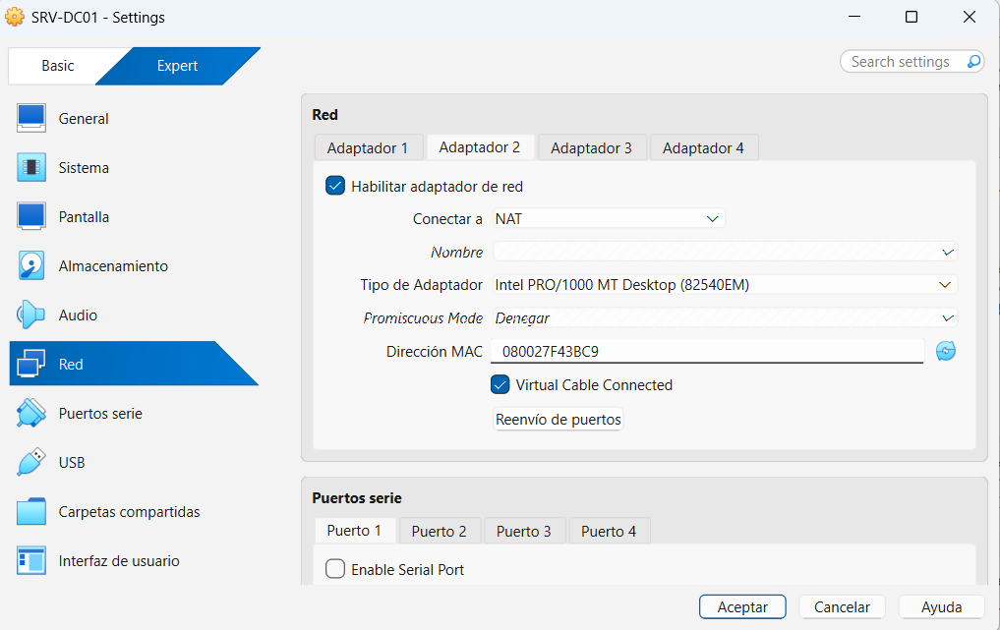 SRV-DC01 - Settings
Basic
Expert
Search settings
General
Sistema
Pantalla
Almacenamiento
Audio
Red
Puertos serie
USB
Carpetas compartidas
Interfaz de usuario
Red
Adaptador 1
Adaptador 2
Adaptador 3
Adaptador 4
Habilitar adaptador de red
Conectar a NAT
Nombre
Tipo de Adaptador Intel PRO/1000 MT Desktop (82540EM)
Promiscuous Mode Denegar
Dirección MAC 080027F43BC9
Virtual Cable Connected
Reenvío de puertos
Puertos serie
Puerto 1
Puerto 2
Puerto 3
Puerto 4
Enable Serial Port
Aceptar
Cancelar
Ayuda